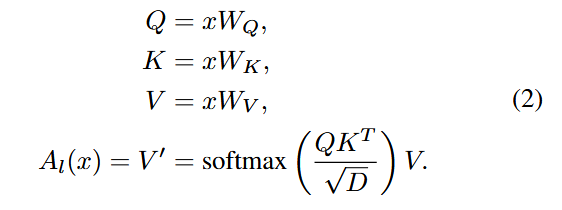 Q = xW_Q,
K = xW_K,
V = xW_V,
(2)
A_l(x) = V′ = softmax(QK^T / √D) V.